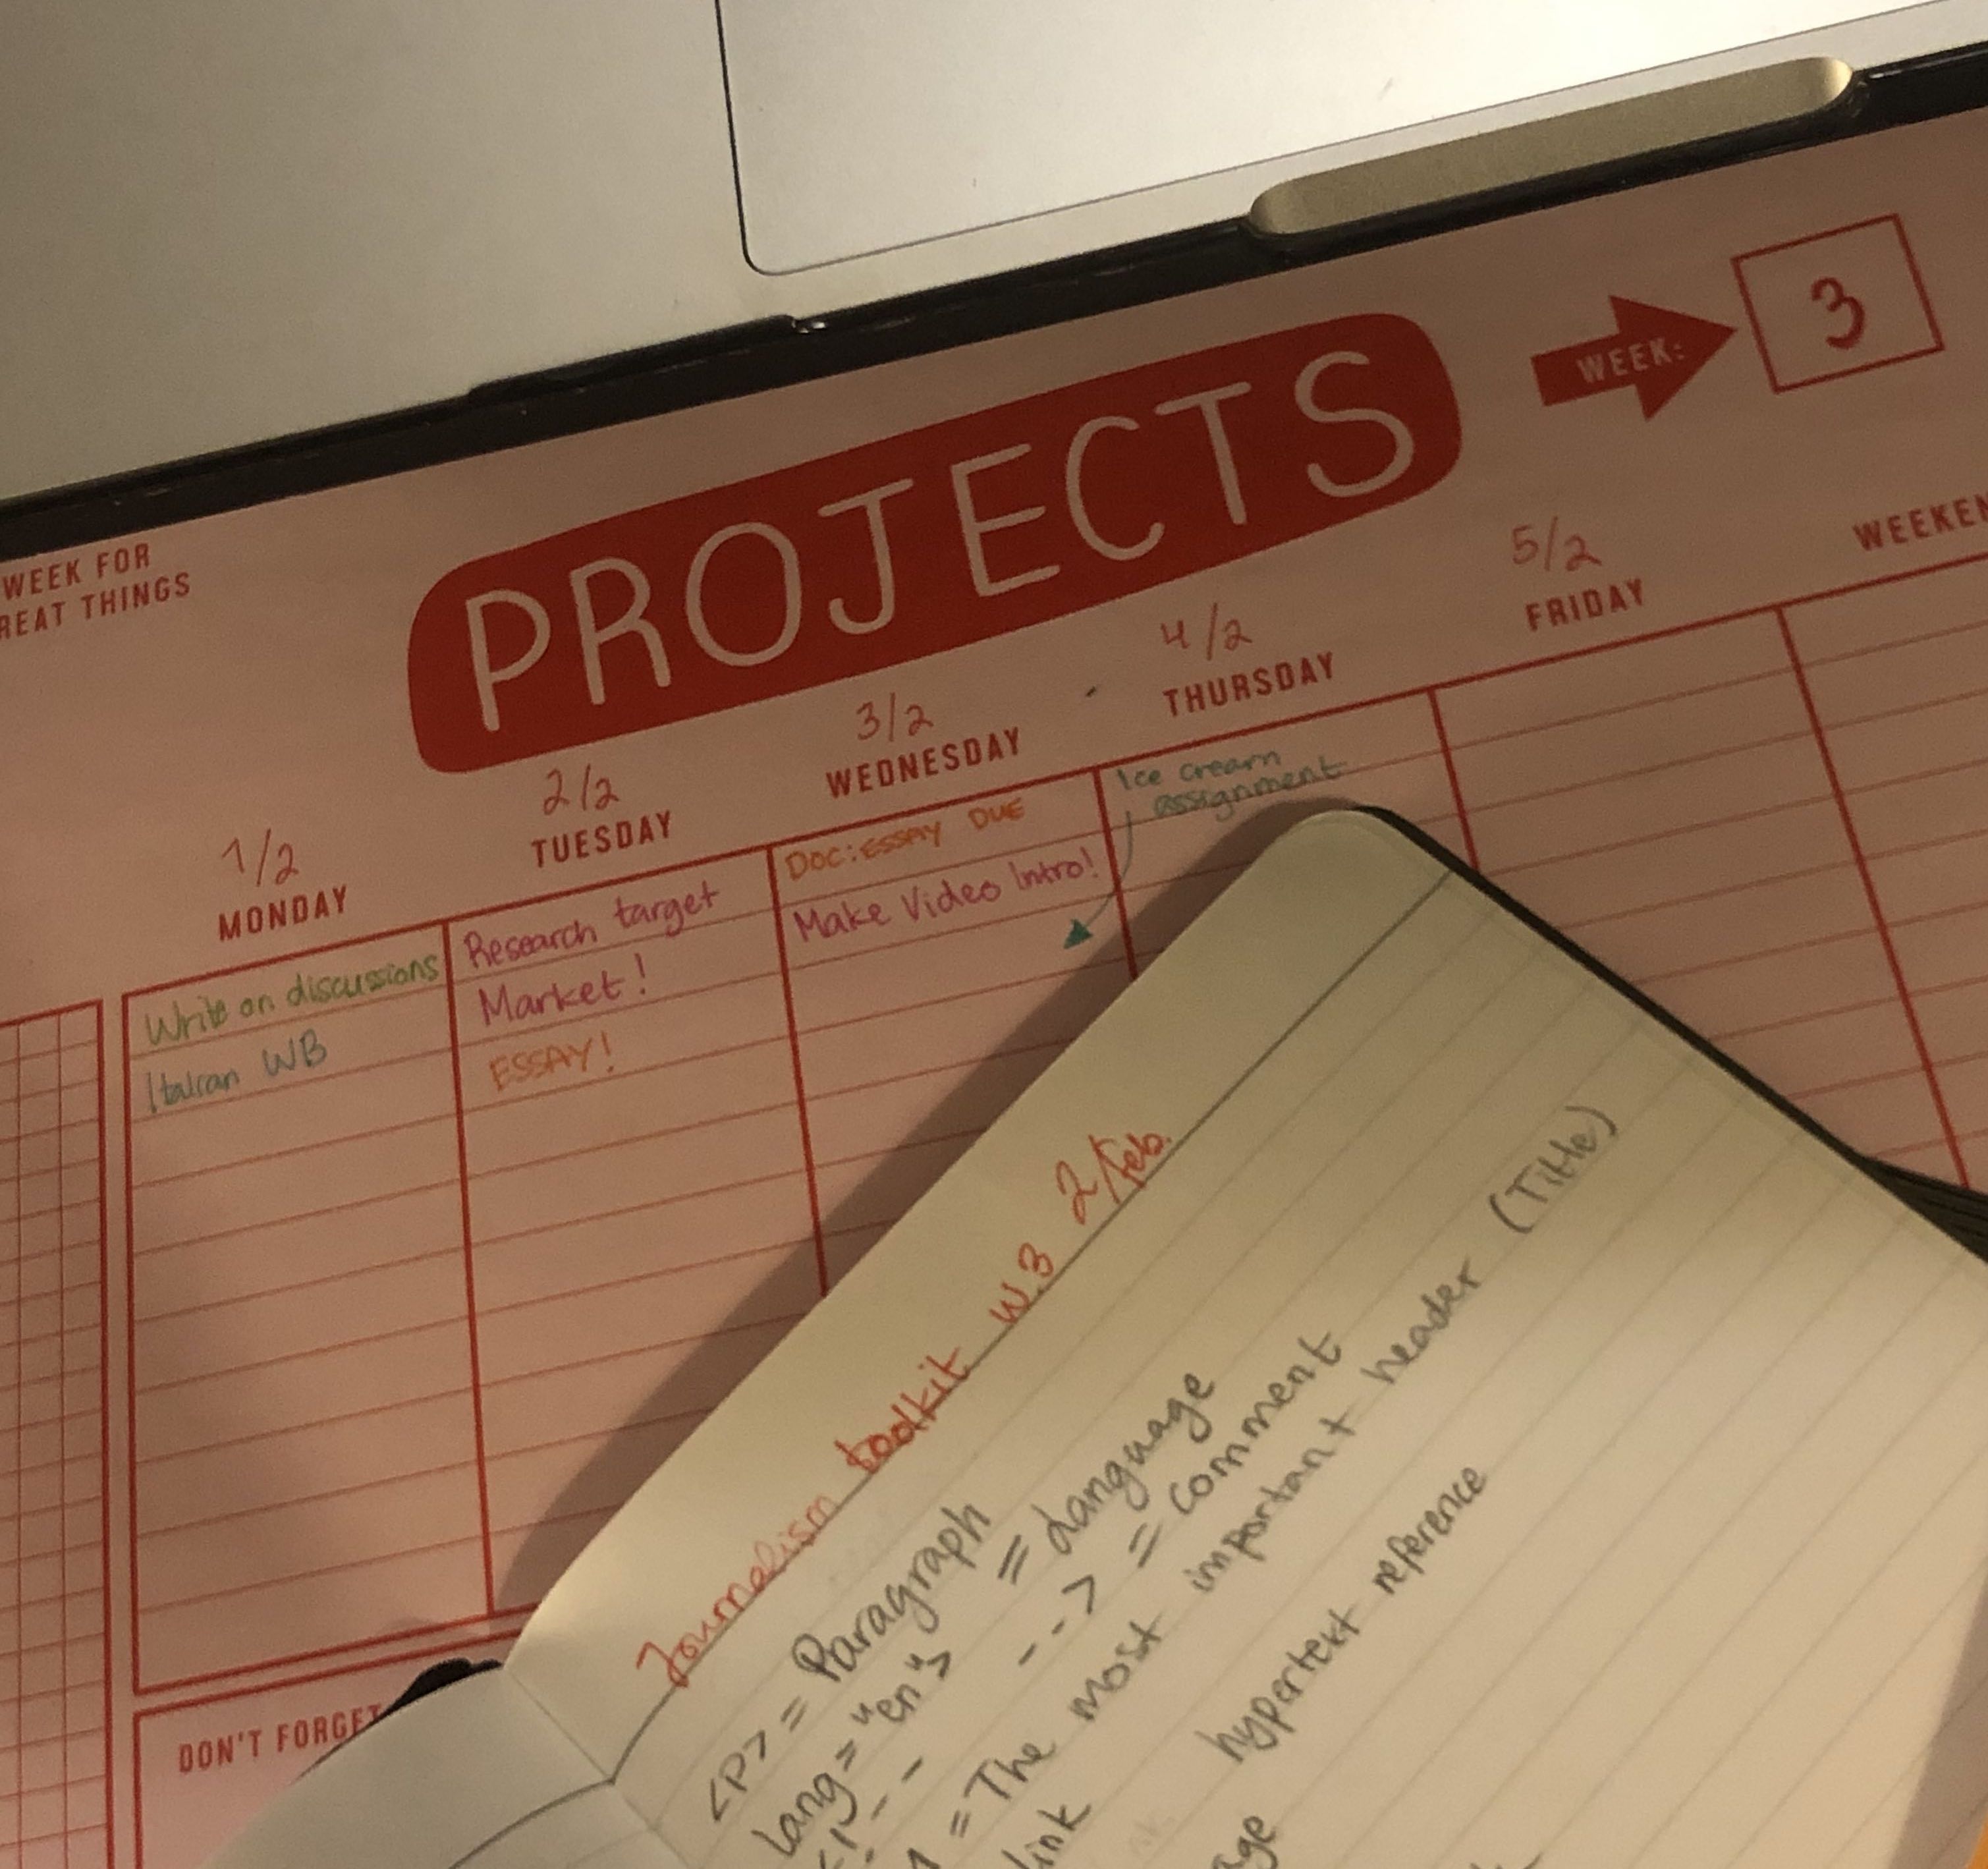 WEEK FOR
REAT THINGS
PROJECTS
WEEK:
3
1/2
MONDAY
2/2
TUESDAY
3/2
WEDNESDAY
4/2
THURSDAY
5/2
FRIDAY
WEEKEN
Write on discussions
Italian WB
Research target
Market!
ESSAY!
DOC: ESSAY DUE
Make Video Intro!
Ice cream
assignment
DON'T FORGET
Journalism toolkit W.3 2/feb.
<P> = Paragraph
lang = "en"> = Language
<!-- --> = comment
1 = The most important header (Title)
link hypertext reference
age